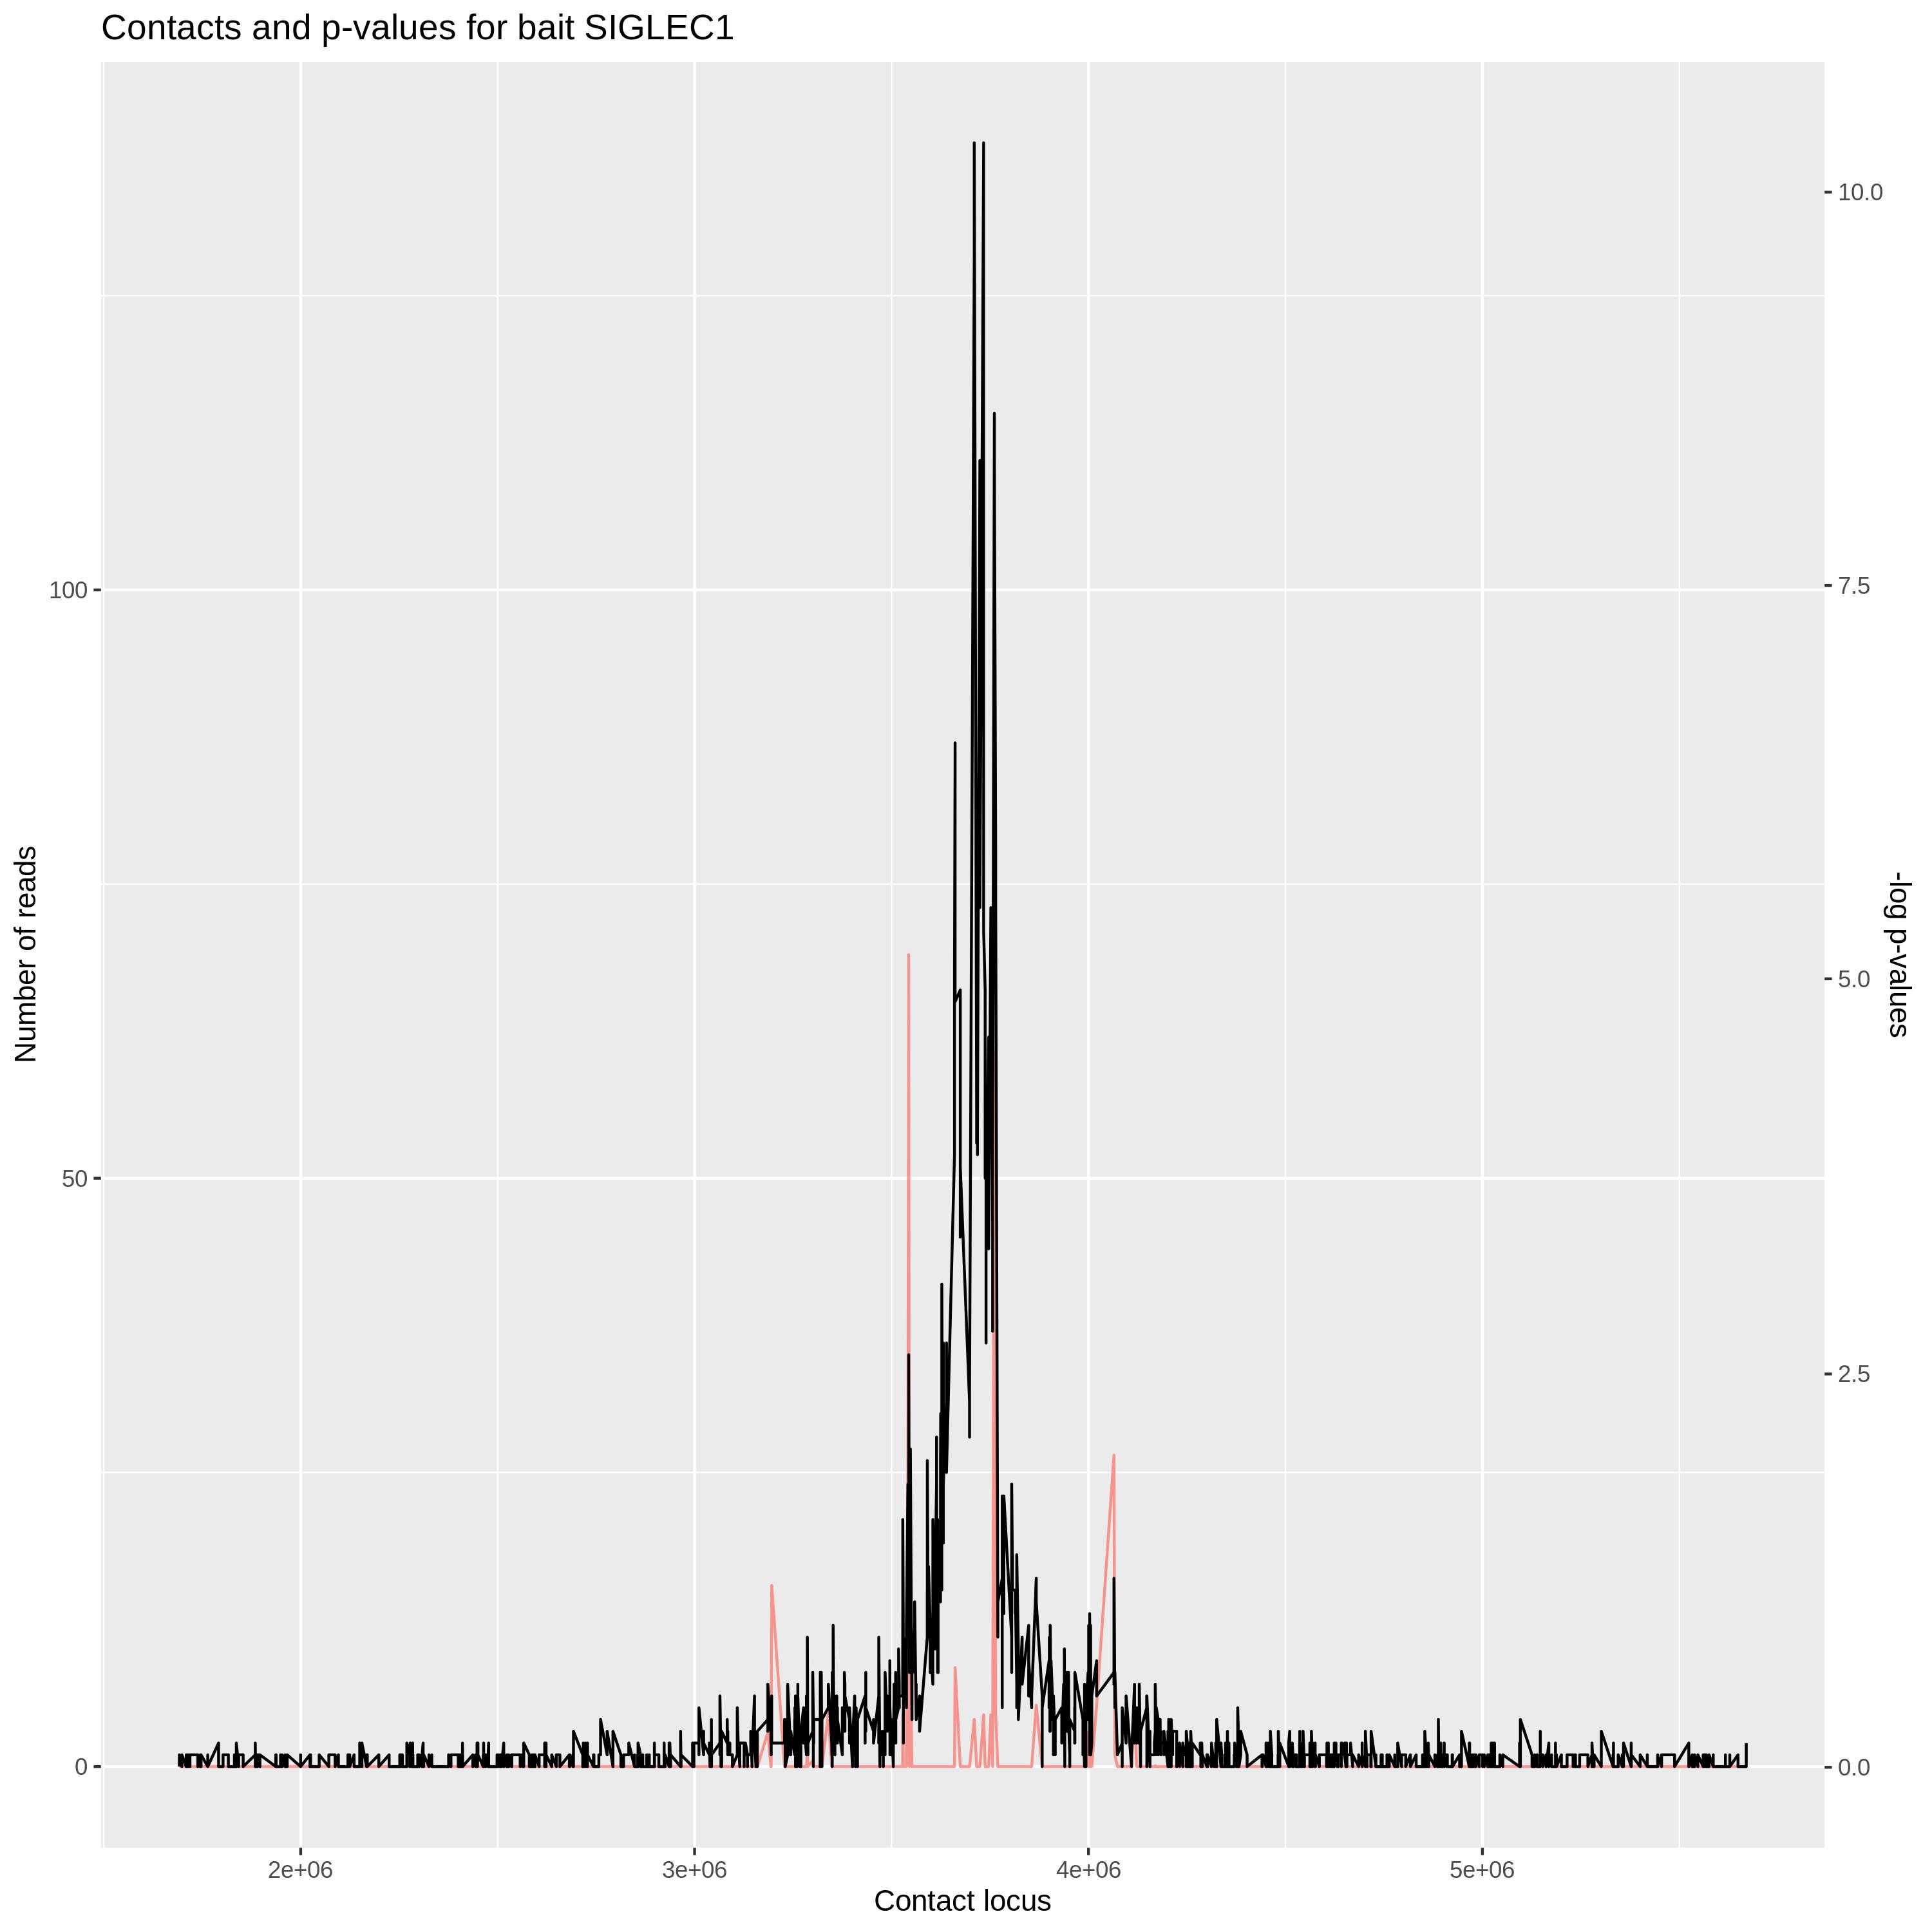 Contacts and p-values for bait SIGLEC1
Number of reads
100
50
0
10.0
7.5
5.0
2.5
0.0
-log p-values
2e+06
3e+06
4e+06
5e+06
Contact locus